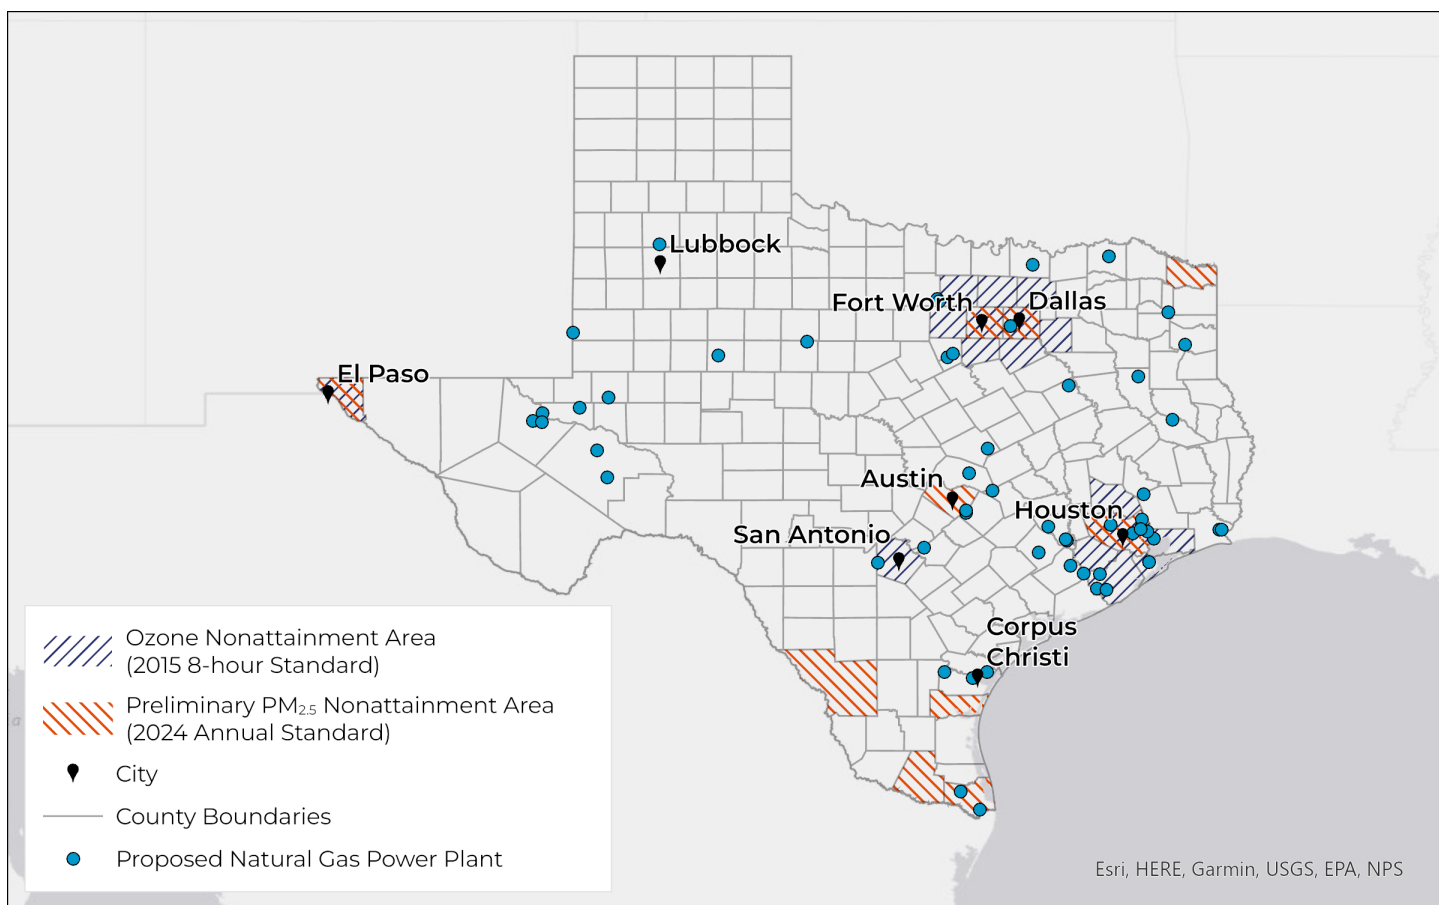 Lubbock
Fort Worth
Dallas
El Paso
Austin
Houston
San Antonio
Corpus
Christi
Ozone Nonattainment Area
(2015 8-hour Standard)
Preliminary PM2.5 Nonattainment Area
(2024 Annual Standard)
City
County Boundaries
Proposed Natural Gas Power Plant
Esri, HERE, Garmin, USGS, EPA, NPS